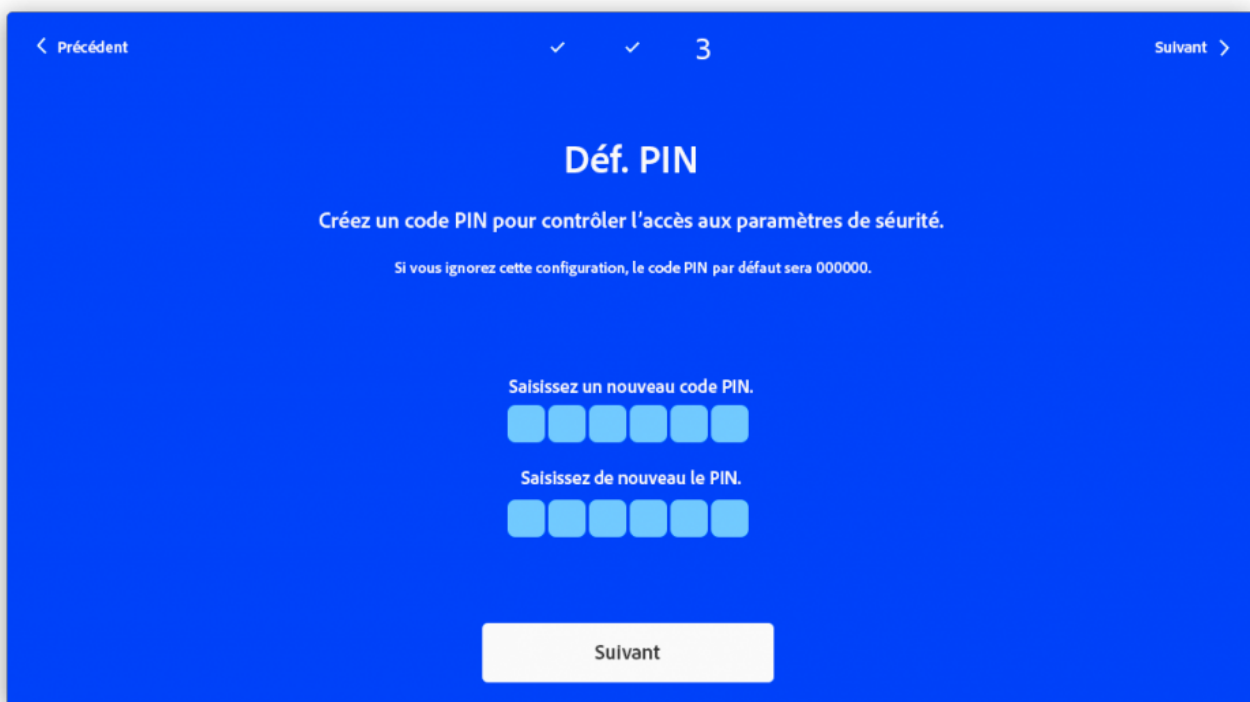 Précédent
3
Suivant
Déf. PIN
Créez un code PIN pour contrôler l'accès aux paramètres de séurité.
Si vous ignorez cette configuration, le code PIN par défaut sera 000000.
Saisissez un nouveau code PIN.
Saisissez de nouveau le PIN.
Suivant